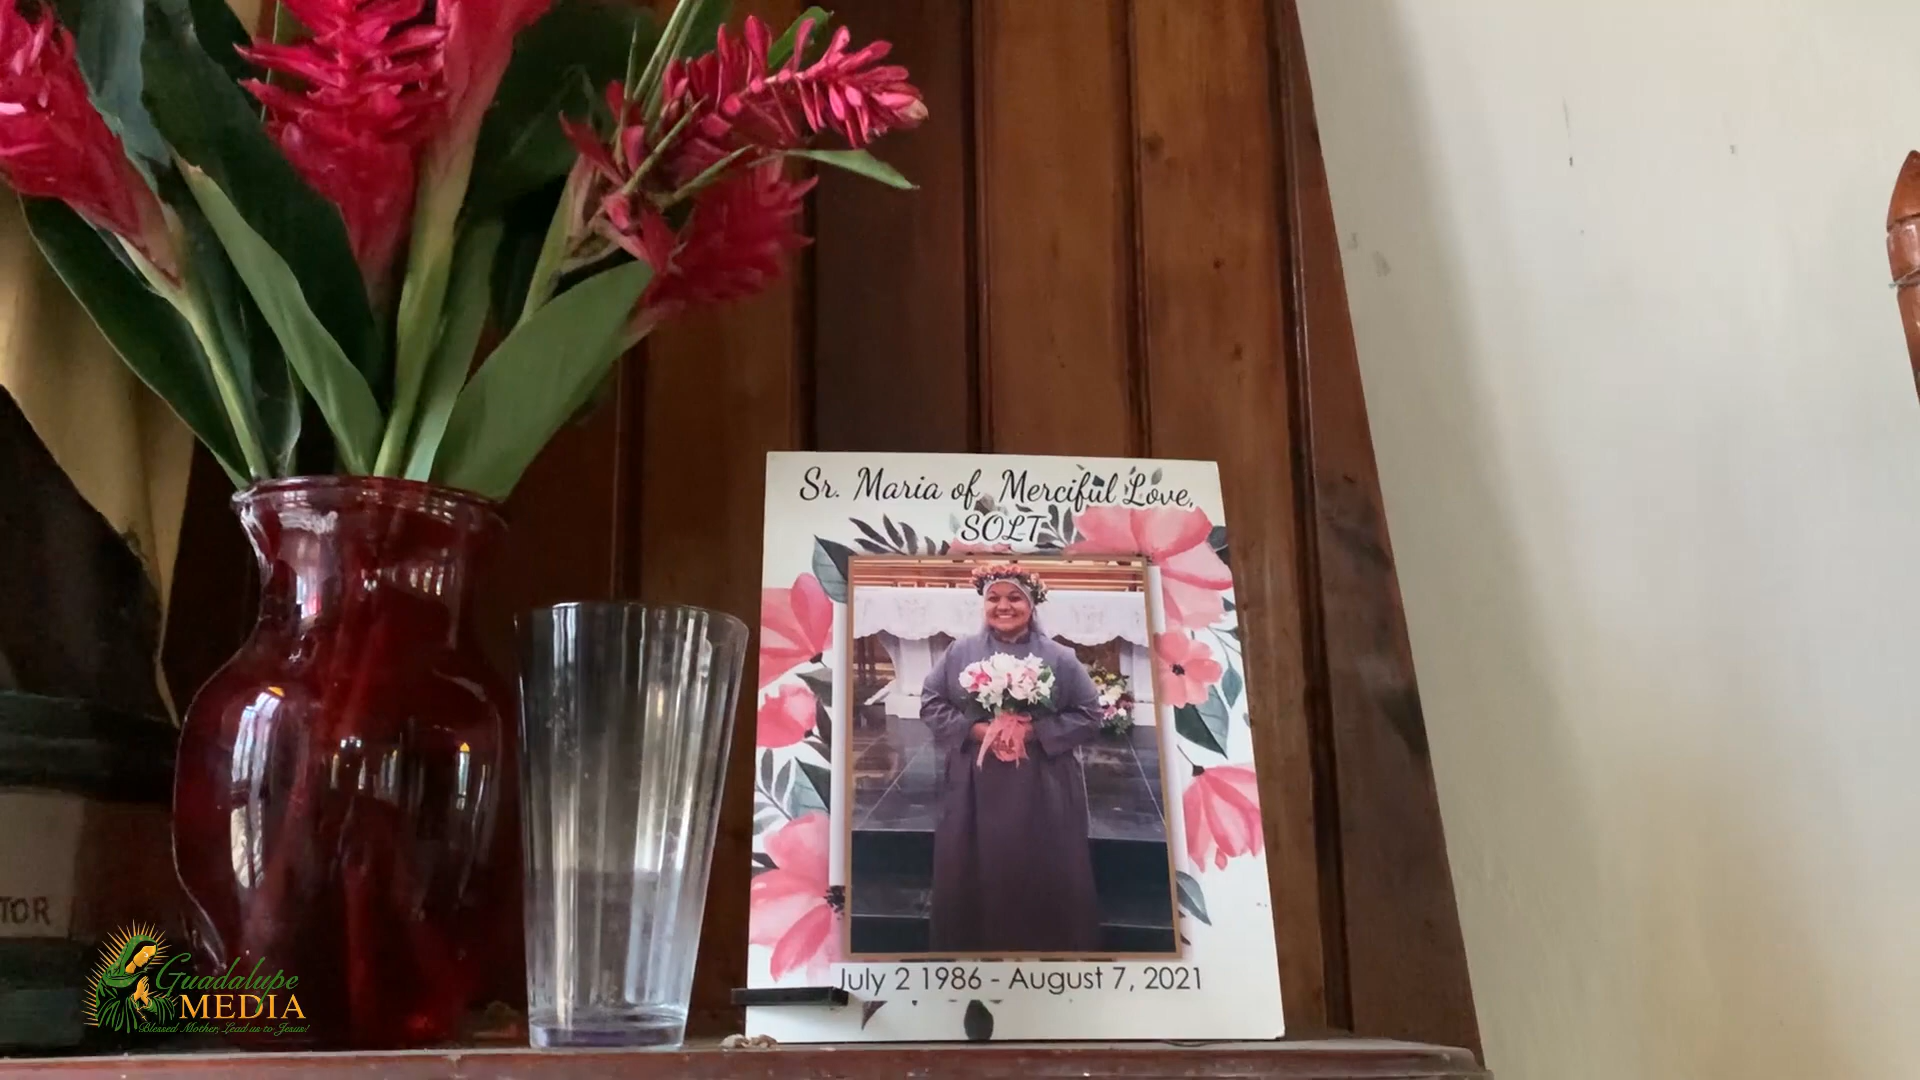 Sr. Maria of Merciful Love,
SOLT
July 2 1986 - August 7, 2021
TOR
Guadalupe
MEDIA
Blessed Mother, Lead us to Jesus!